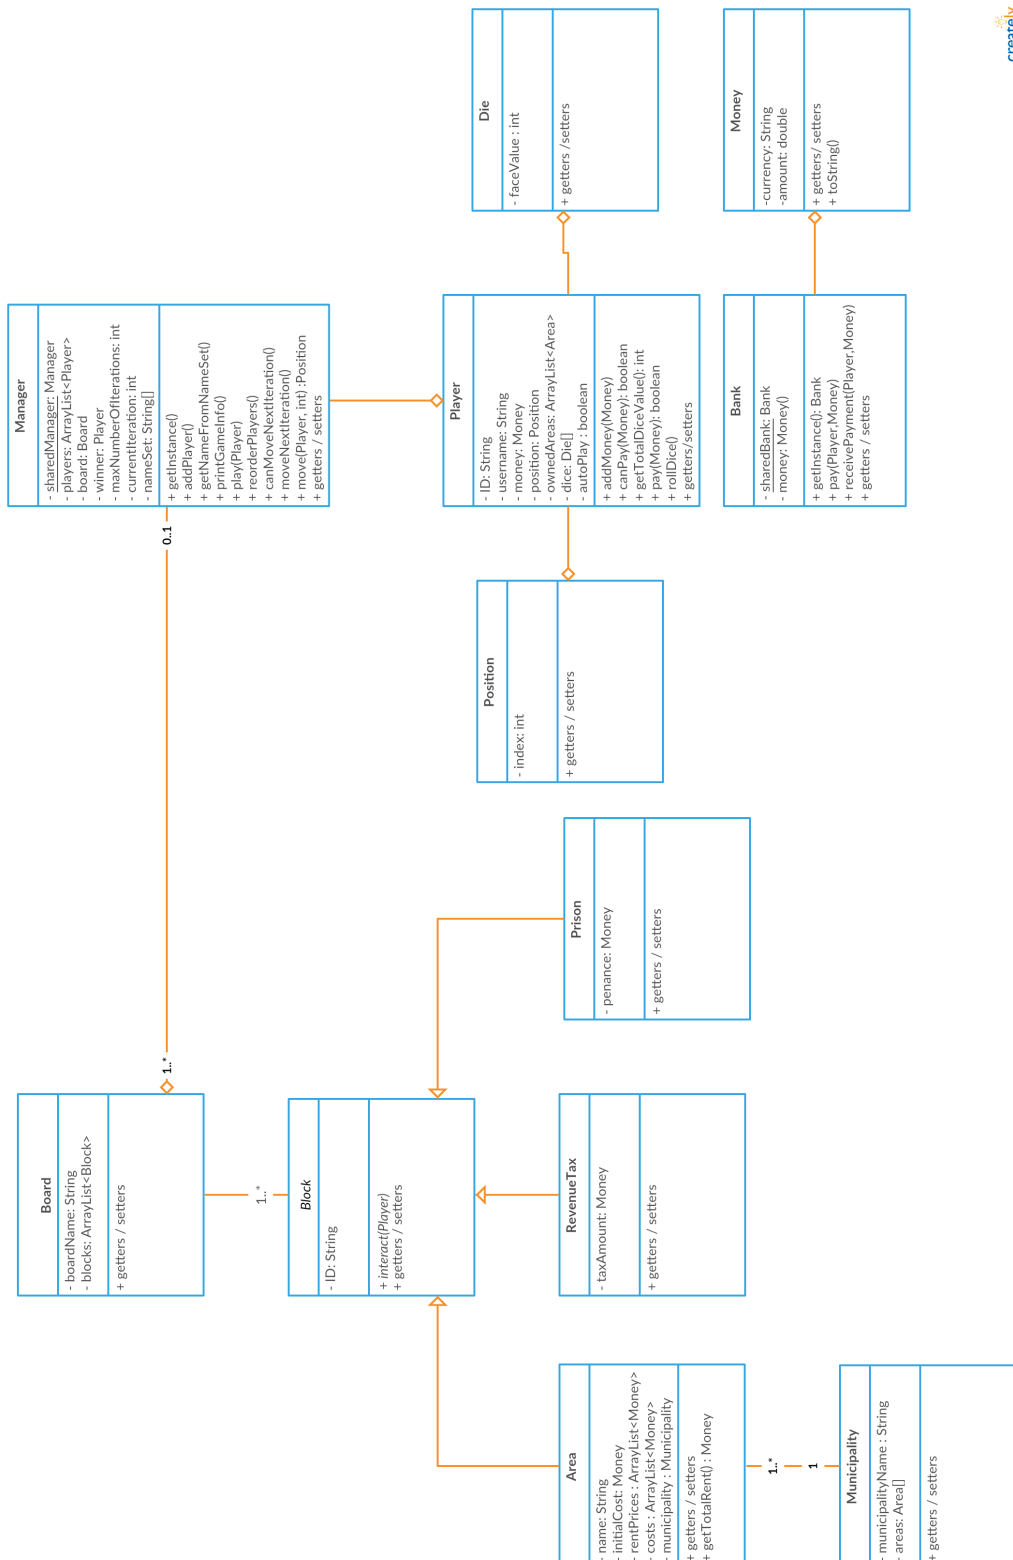 Manager
- sharedManager: Manager
- players: ArrayList<Player>
- board: Board
- winner: Player
- maxNumberOfIterations: int
- currentIteration: int
- nameSet: String[]
+ getInstance()
+ addPlayer()
+ getNameFromNameSet()
+ printGameInfo()
+ play(Player)
+ reorderPlayers()
+ canMoveNextIteration()
+ moveNextIteration()
+ move(Player, int) :Position
+ getters / setters
0..1
1..*
Board
- boardName: String
- blocks: ArrayList<Block>
+ getters / setters
1..*
Block
- ID: String
+ interact(Player)
+ getters / setters
Area
- name: String
- initialCost: Money
- rentPrices : ArrayList<Money>
- costs : ArrayList<Money>
- municipality : Municipality
+ getters / setters
+ getTotalRent() : Money
1..*
1
Municipality
- municipalityName : String
- areas: Area[]
+ getters / setters
RevenueTax
- taxAmount: Money
+ getters / setters
Prison
- penance: Money
+ getters / setters
Position
- index: int
+ getters / setters
Player
- ID: String
- username: String
- money: Money
- position: Position
- ownedAreas: ArrayList<Area>
- dice: Die[]
- autoPlay : boolean
+ addMoney(Money)
+ canPay(Money): boolean
+ getTotalDiceValue(): int
+ pay(Money): boolean
+ rollDice()
+ getters/setters
Die
- faceValue : int
+ getters /setters
Bank
- sharedBank: Bank
- money: Money()
+ getInstance(): Bank
+ pay(Player,Money)
+ receivePayment(Player,Money)
+ getters / setters
Money
-currency: String
-amount: double
+ getters/ setters
+ toString()
creately